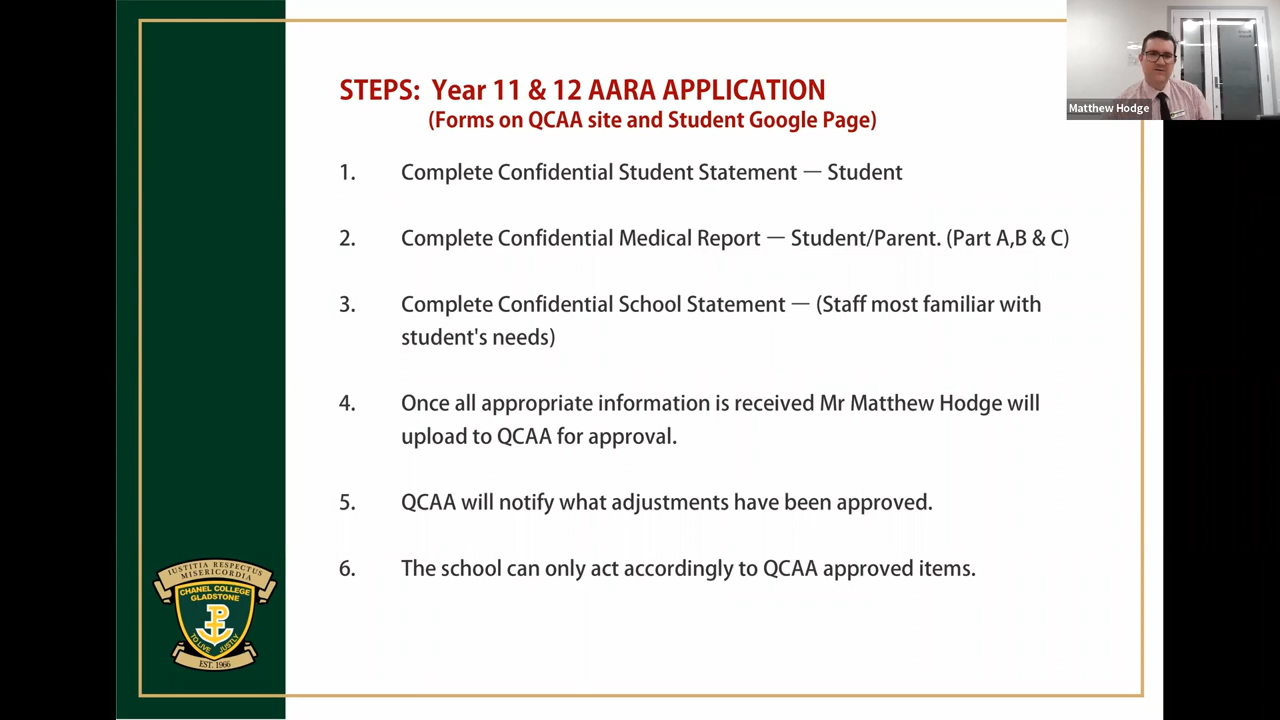 STEPS: Year 11 & 12 AARA APPLICATION
(Forms on QCAA site and Student Google Page)
Matthew Hodge
1. Complete Confidential Student Statement — Student
2. Complete Confidential Medical Report — Student/Parent. (Part A,B & C)
3. Complete Confidential School Statement — (Staff most familiar with
student's needs)
4. Once all appropriate information is received Mr Matthew Hodge will
upload to QCAA for approval.
5. QCAA will notify what adjustments have been approved.
6. The school can only act accordingly to QCAA approved items.
IUSTITIA RESPECTUS
MISERICORDIA
CHANEL COLLEGE
GLADSTONE
TO LIVE JUSTLY
EST. 1966